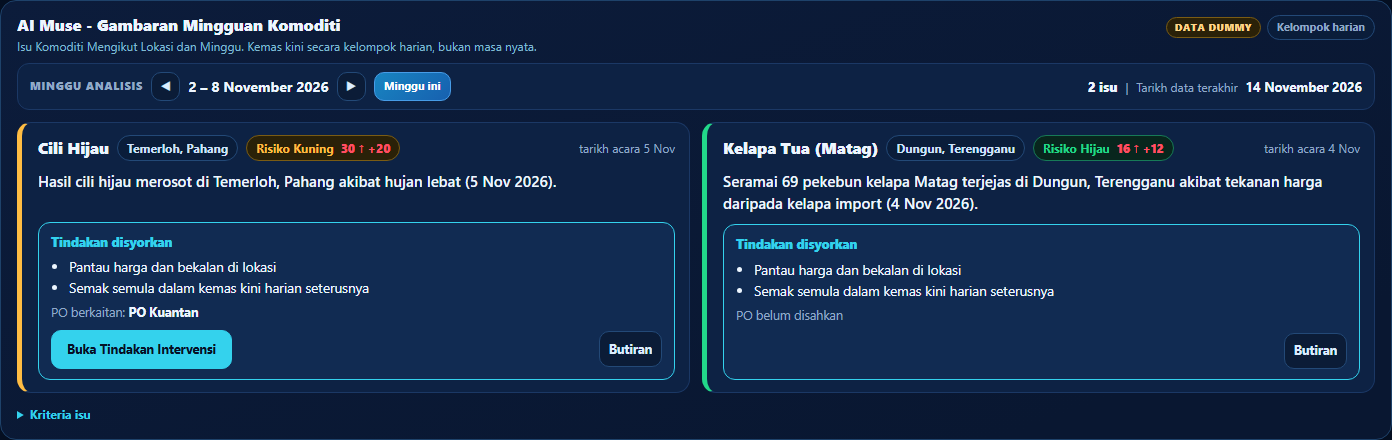 AI Muse - Gambaran Mingguan Komoditi
DATA DUMMY
Kelompok harian
Isu Komoditi Mengikut Lokasi dan Minggu. Kemas kini secara kelompok harian, bukan masa nyata.
MINGGU ANALISIS ◀ 2 – 8 November 2026 ▶ Minggu ini
2 isu | Tarikh data terakhir 14 November 2026
Cili Hijau Temerloh, Pahang Risiko Kuning 30 ↑ +20 tarikh acara 5 Nov
Hasil cili hijau merosot di Temerloh, Pahang akibat hujan lebat (5 Nov 2026).
Tindakan disyorkan
• Pantau harga dan bekalan di lokasi
• Semak semula dalam kemas kini harian seterusnya
PO berkaitan: PO Kuantan
Buka Tindakan Intervensi
Butiran
Kelapa Tua (Matag) Dungun, Terengganu Risiko Hijau 16 ↑ +12 tarikh acara 4 Nov
Seramai 69 pekebun kelapa Matag terjejas di Dungun, Terengganu akibat tekanan harga
daripada kelapa import (4 Nov 2026).
Tindakan disyorkan
• Pantau harga dan bekalan di lokasi
• Semak semula dalam kemas kini harian seterusnya
PO belum disahkan
Butiran
▶ Kriteria isu